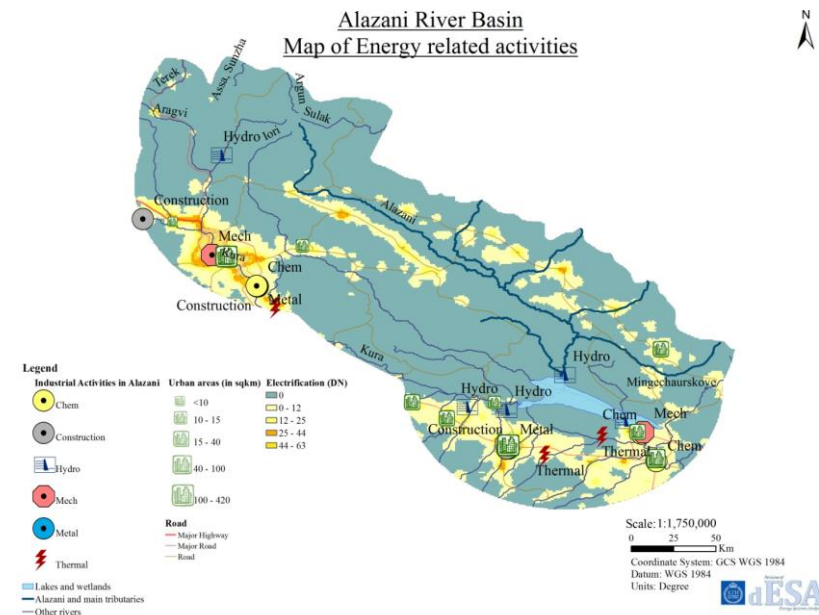 Alazani River Basin
Map of Energy related activities
N
Terek
Assa, Sunzha
Argun
Sulak
Aragvi
Hydro
Iori
Construction
Alazani
Mech
Kura
Chem
Construction
Metal
Kura
Hydro
Mingechaurskoye
Hydro
Hydro
Chem
Mech
Construction
Metal
Thermal
Chem
Thermal
Legend
Industrial Activities in Alazani
Chem
Construction
Hydro
Mech
Metal
Thermal
Lakes and wetlands
Alazani and main tributaries
Other rivers
Urban areas (in sqkm)
<10
10 - 15
15 - 40
40 - 100
100 - 420
Road
Major Highway
Major Road
Road
Electrification (DN)
0
0 - 12
12 - 25
25 - 44
44 - 63
Scale: 1:1,750,000
0 25 50
Km
Coordinate System: GCS WGS 1984
Datum: WGS 1984
Units: Degree
dESA